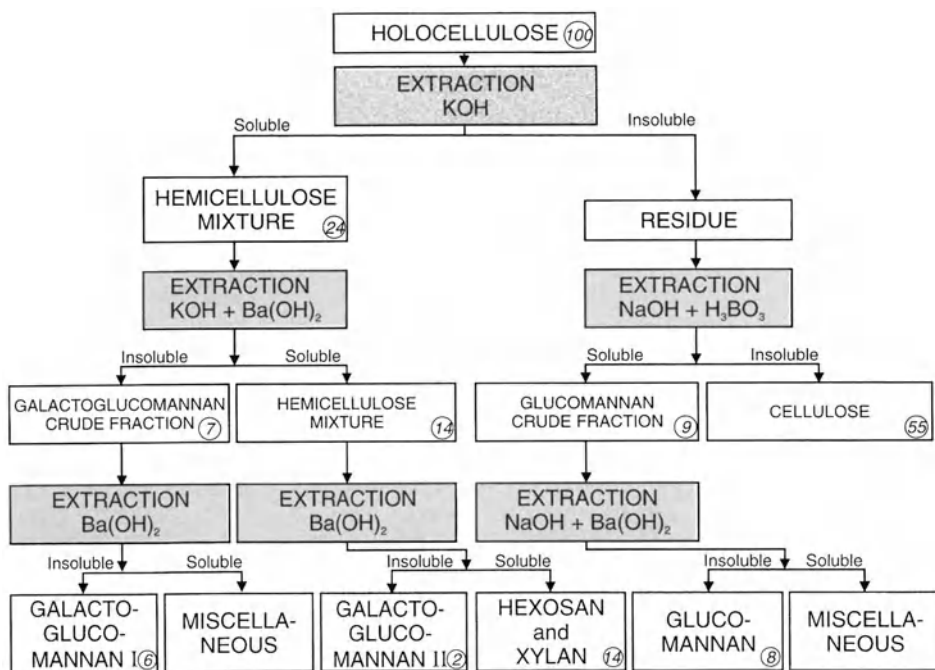 HOLOCELLULOSE 100
EXTRACTION
KOH
Soluble
Insoluble
HEMICELLULOSE
MIXTURE 24
RESIDUE
EXTRACTION
KOH + Ba(OH)₂
EXTRACTION
NaOH + H₃BO₃
Insoluble
Soluble
Soluble
Insoluble
GALACTOGLUCOMANNAN
CRUDE FRACTION 7
HEMICELLULOSE
MIXTURE 14
GLUCOMANNAN
CRUDE FRACTION 9
CELLULOSE
55
EXTRACTION
Ba(OH)₂
EXTRACTION
Ba(OH)₂
EXTRACTION
NaOH + Ba(OH)₂
Insoluble
Soluble
Insoluble
Soluble
Insoluble
Soluble
GALACTO-
GLUCO-
MANNAN I 6
MISCELLA-
NEOUS
GALACTO-
GLUCO-
MANNAN II 2
HEXOSAN
and
XYLAN 14
GLUCO-
MANNAN 8
MISCELLA-
NEOUS